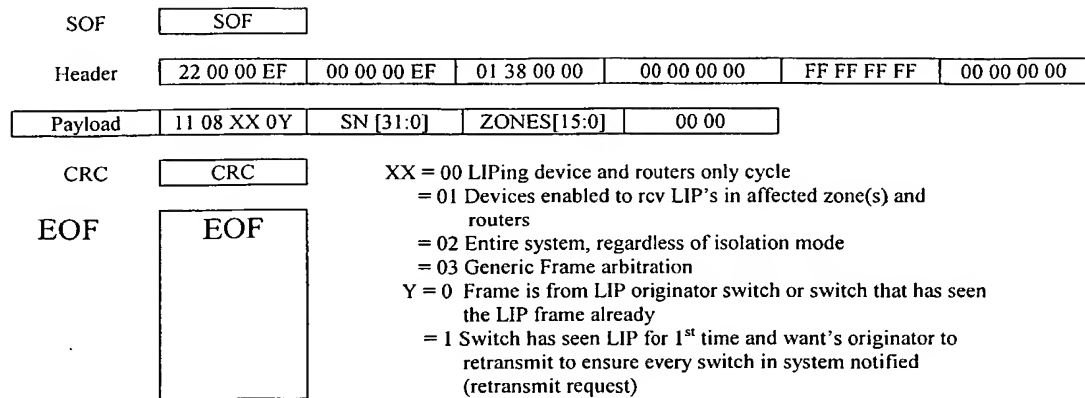 SOF SOF
Header 22 00 00 EF 00 00 00 EF 01 38 00 00 00 00 00 00 FF FF FF FF 00 00 00 00
Payload 11 08 XX 0Y SN [31:0] ZONES[15:0] 00 00
CRC CRC
EOF EOF
XX = 00 LIPing device and routers only cycle
= 01 Devices enabled to rcv LIP's in affected zone(s) and
routers
= 02 Entire system, regardless of isolation mode
= 03 Generic Frame arbitration
Y = 0 Frame is from LIP originator switch or switch that has seen
the LIP frame already
= 1 Switch has seen LIP for 1st time and want's originator to
retransmit to ensure every switch in system notified
(retransmit request)